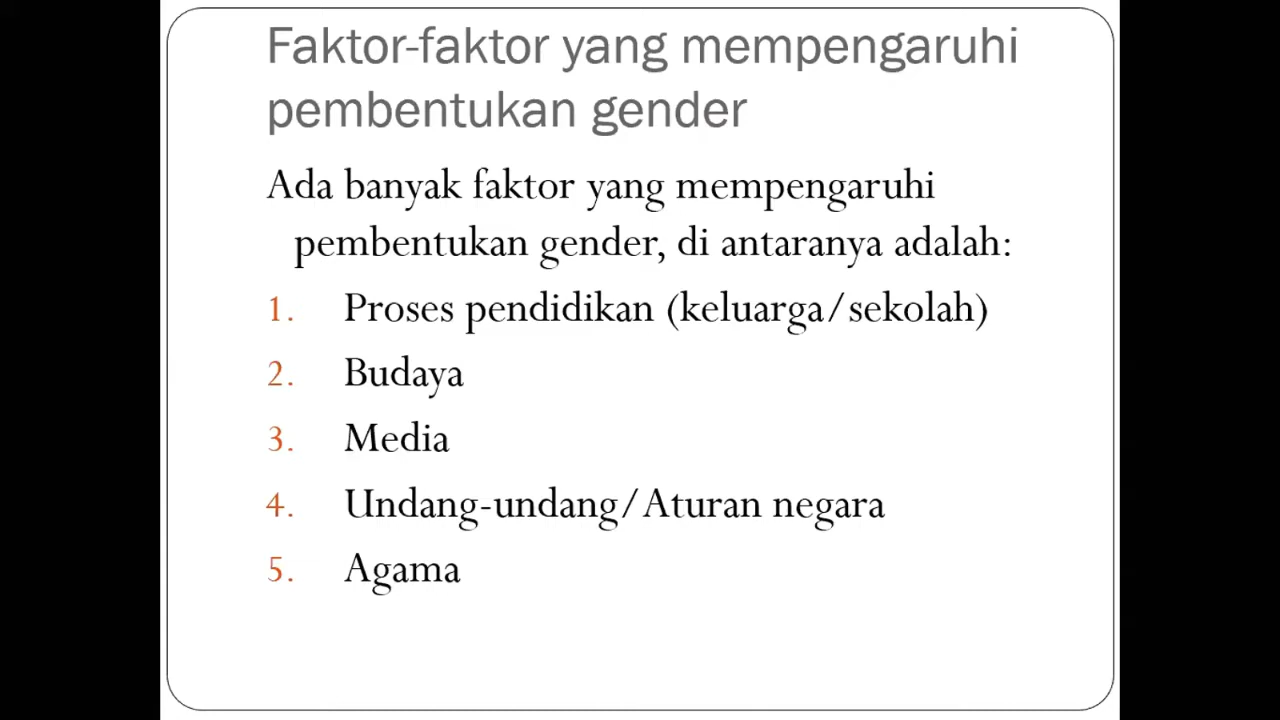 Faktor-faktor yang mempengaruhi
pembentukan gender
Ada banyak faktor yang mempengaruhi
pembentukan gender, di antaranya adalah:
1. Proses pendidikan (keluarga/sekolah)
2. Budaya
3. Media
4. Undang-undang/Aturan negara
5. Agama